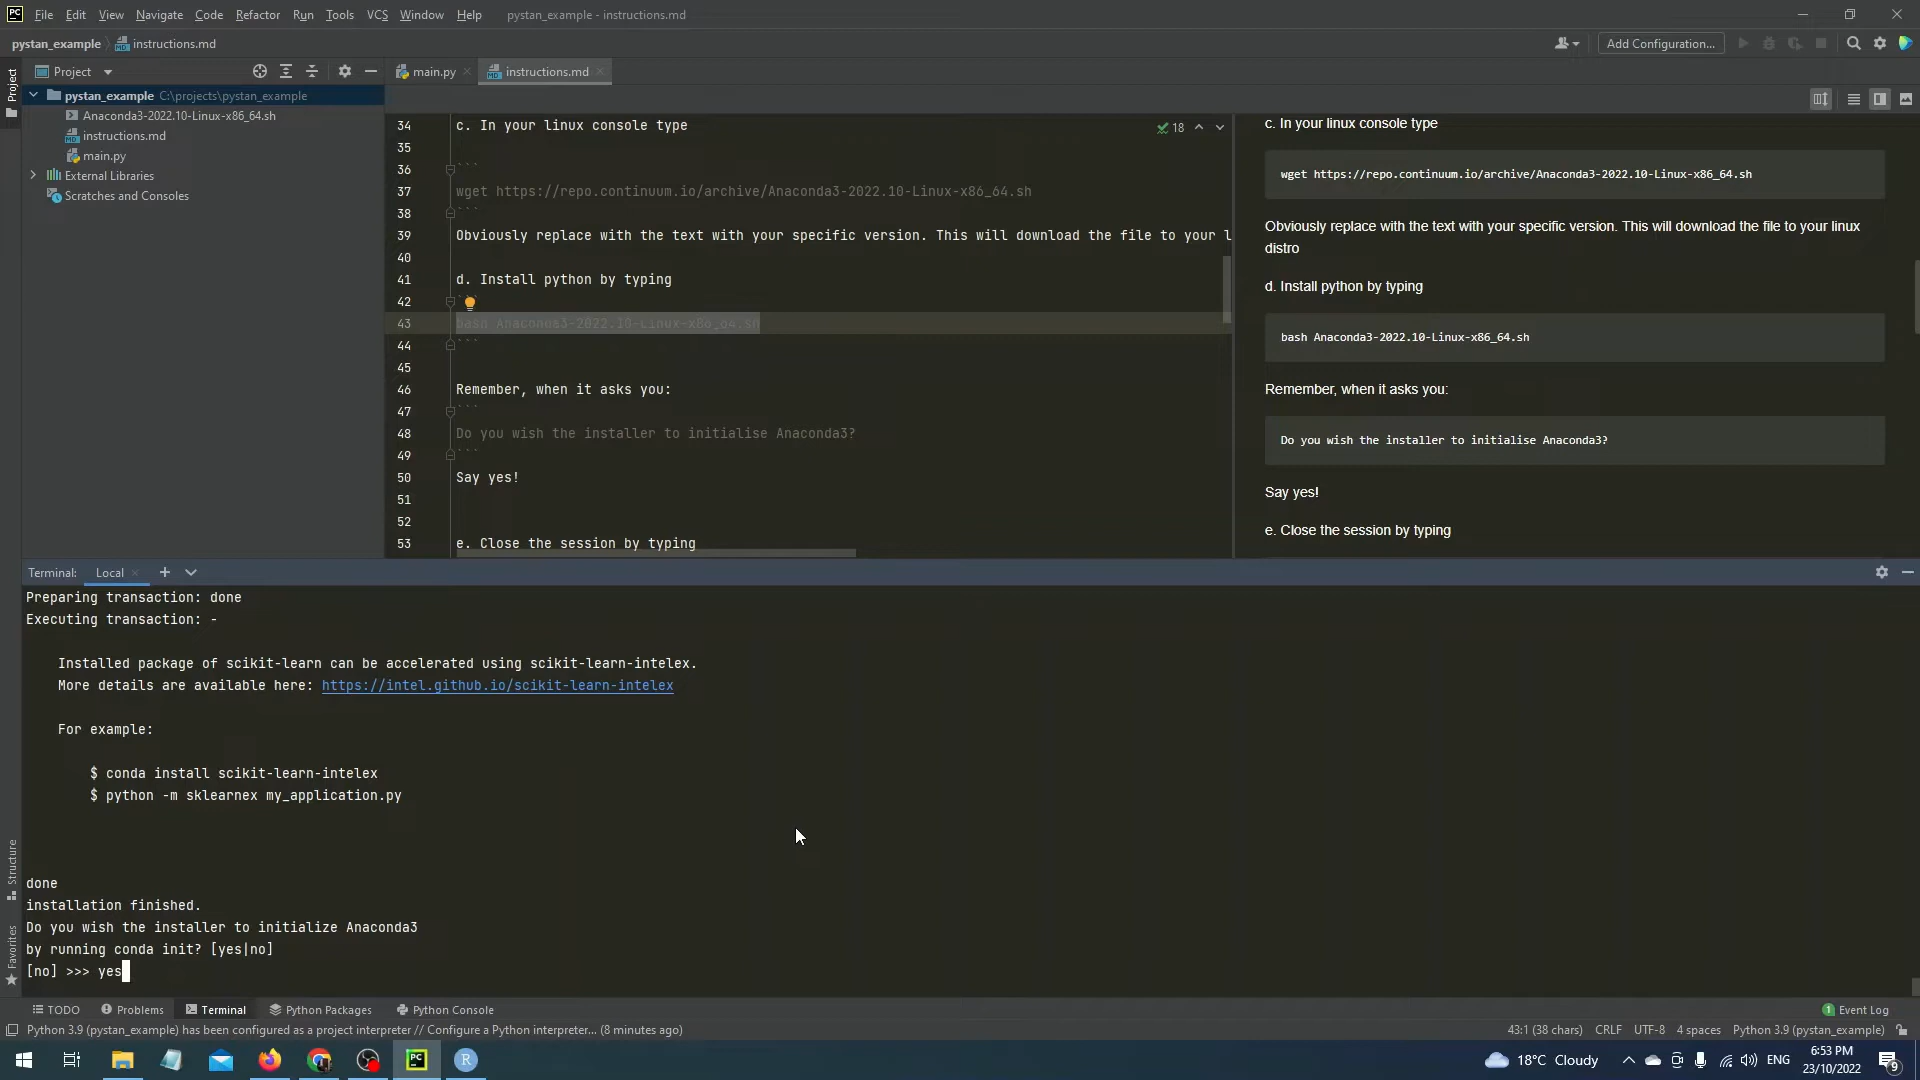 PC File Edit View Navigate Code Refactor Run Tools VCS Window Help pystan_example - instructions.md
pystan_example instructions.md Add Configuration...
Project
Project main.py instructions.md
pystan_example C:\projects\pystan_example
Anaconda3-2022.10-Linux-x86_64.sh
instructions.md
main.py
External Libraries
Scratches and Consoles
34 c. In your linux console type
18
35
36 ```
37 wget https://repo.continuum.io/archive/Anaconda3-2022.10-Linux-x86_64.sh
38 ```
39 Obviously replace with the text with your specific version. This will download the file to your l
40
41 d. Install python by typing
42 ```
43 bash Anaconda3-2022.10-Linux-x86_64.sh
44 ```
45
46 Remember, when it asks you:
47 ```
48 Do you wish the installer to initialise Anaconda3?
49 ```
50 Say yes!
51
52
53 e. Close the session by typing
c. In your linux console type
wget https://repo.continuum.io/archive/Anaconda3-2022.10-Linux-x86_64.sh
Obviously replace with the text with your specific version. This will download the file to your linux
distro
d. Install python by typing
bash Anaconda3-2022.10-Linux-x86_64.sh
Remember, when it asks you:
Do you wish the installer to initialise Anaconda3?
Say yes!
e. Close the session by typing
Terminal: Local
Preparing transaction: done
Executing transaction: -
Installed package of scikit-learn can be accelerated using scikit-learn-intelex.
More details are available here: https://intel.github.io/scikit-learn-intelex
For example:
$ conda install scikit-learn-intelex
$ python -m sklearnex my_application.py
done
installation finished.
Do you wish the installer to initialize Anaconda3
by running conda init? [yes|no]
[no] >>> yes
Structure
Favorites
TODO Problems Terminal Python Packages Python Console 1 Event Log
Python 3.9 (pystan_example) has been configured as a project interpreter // Configure a Python interpreter... (8 minutes ago) 43:1 (38 chars) CRLF UTF-8 4 spaces Python 3.9 (pystan_example)
PC R 18°C Cloudy ENG 6:53 PM
23/10/2022 9